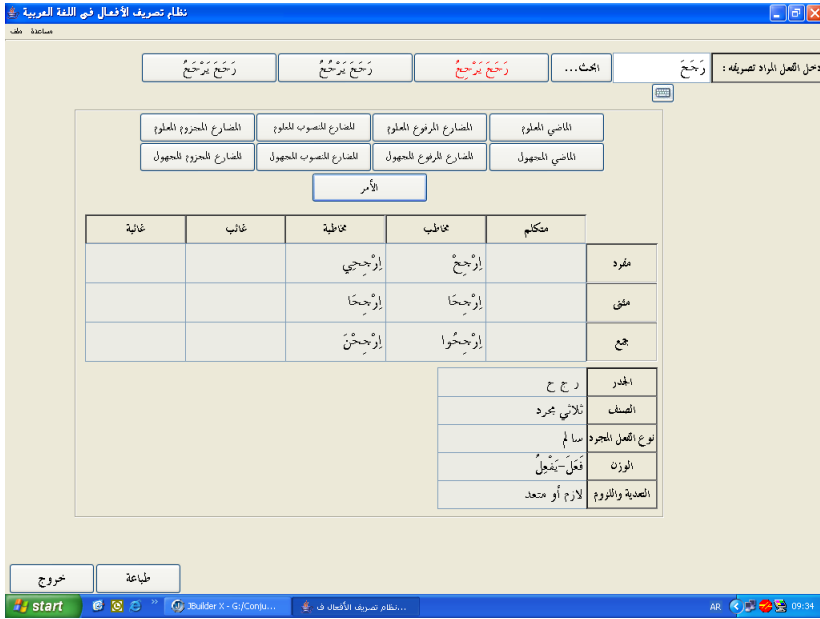 نظام تصريف الأفعال في اللغة العربية
ملف مساعدة
دخل الفعل المراد تصريفه : رَجَحَ ابحث... رَجَحَ يَرْجِحُ رَجَحَ يَرْجُحُ رَجَحَ يَرْجَحُ
الماضي المعلوم المضارع المرفوع المعلوم المضارع المنصوب المعلوم المضارع المجزوم المعلوم
الماضي المجهول المضارع المرفوع المجهول المضارع المنصوب المجهول المضارع المجزوم المجهول
الأمر
متكلم مخاطب مخاطبة غائب غائبة
مفرد اِرْجِحْ اِرْجِحِي
مثنى اِرْجِحَا اِرْجِحَا
جمع اِرْجِحُوا اِرْجِحْنَ
الجذر ر ج ح
الصنف ثلاثي مجرد
نوع الفعل المجرد سالم
الوزن فَعَلَ-يَفْعِلُ
التعدية واللزوم لازم أو متعد
طباعة خروج
start JBuilder X - G:/Conju... نظام تصريف الأفعال ف... AR 09:34